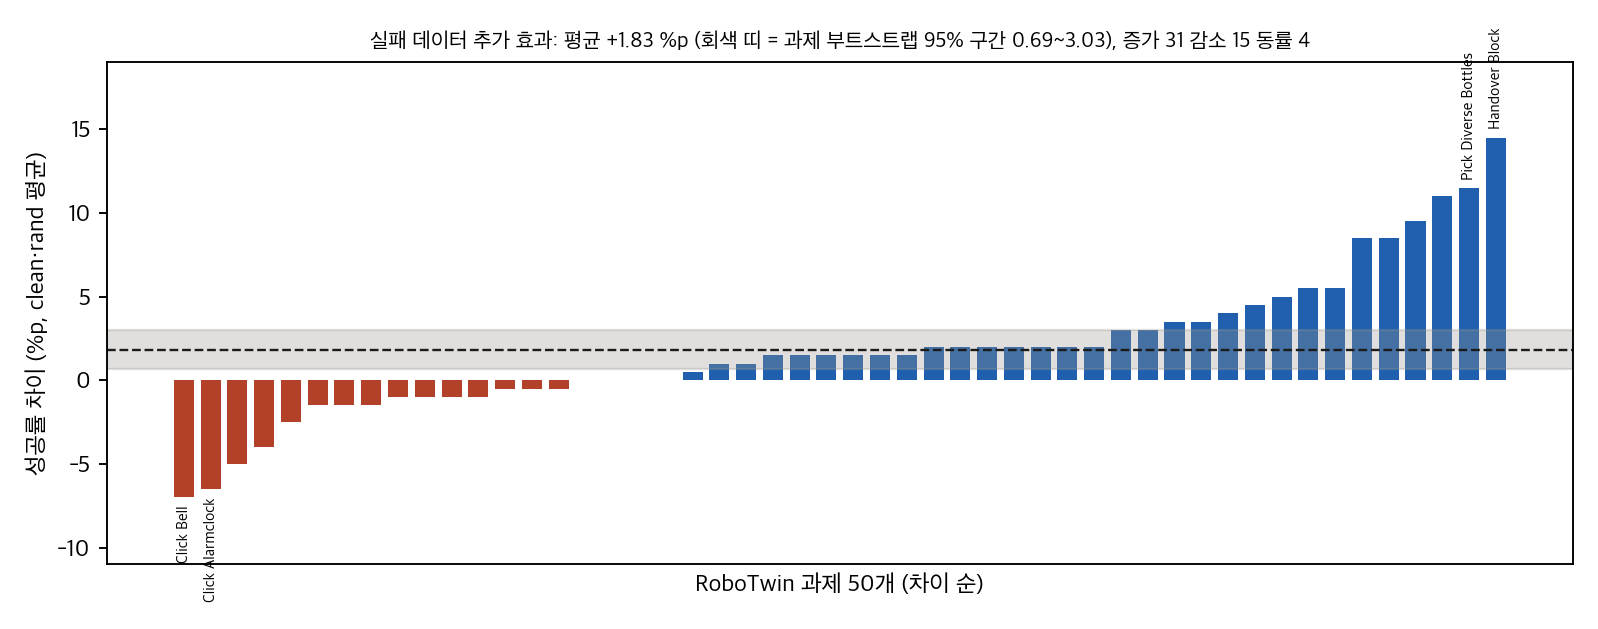 실패 데이터 추가 효과: 평균 +1.83 %p (회색 띠 = 과제 부트스트랩 95% 구간 0.69~3.03), 증가 31 감소 15 동률 4
성공률 차이 (%p, clean·rand 평균)
15
10
5
0
-5
-10
Click Bell
Click Alarmclock
Pick Diverse Bottles
Handover Block
RoboTwin 과제 50개 (차이 순)